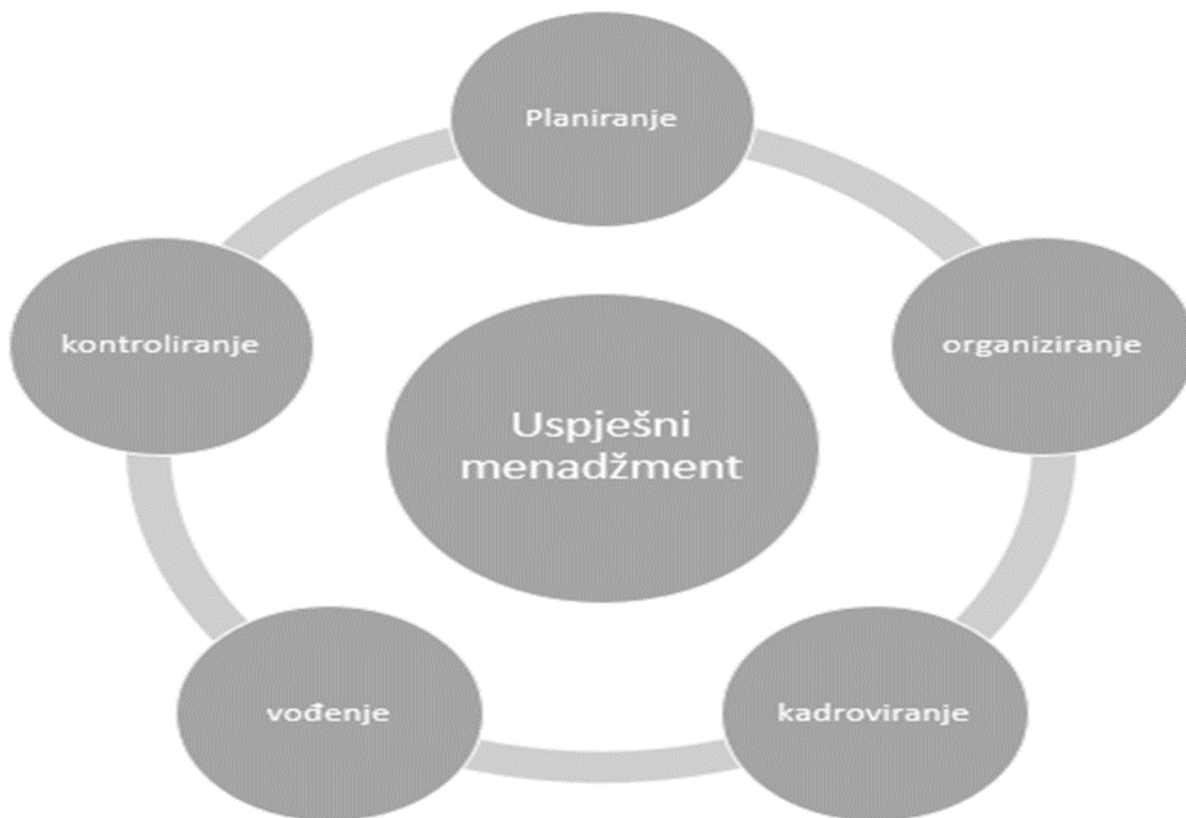 Planiranje
kontroliranje
organiziranje
Uspješni
menadžment
vođenje
kadroviranje